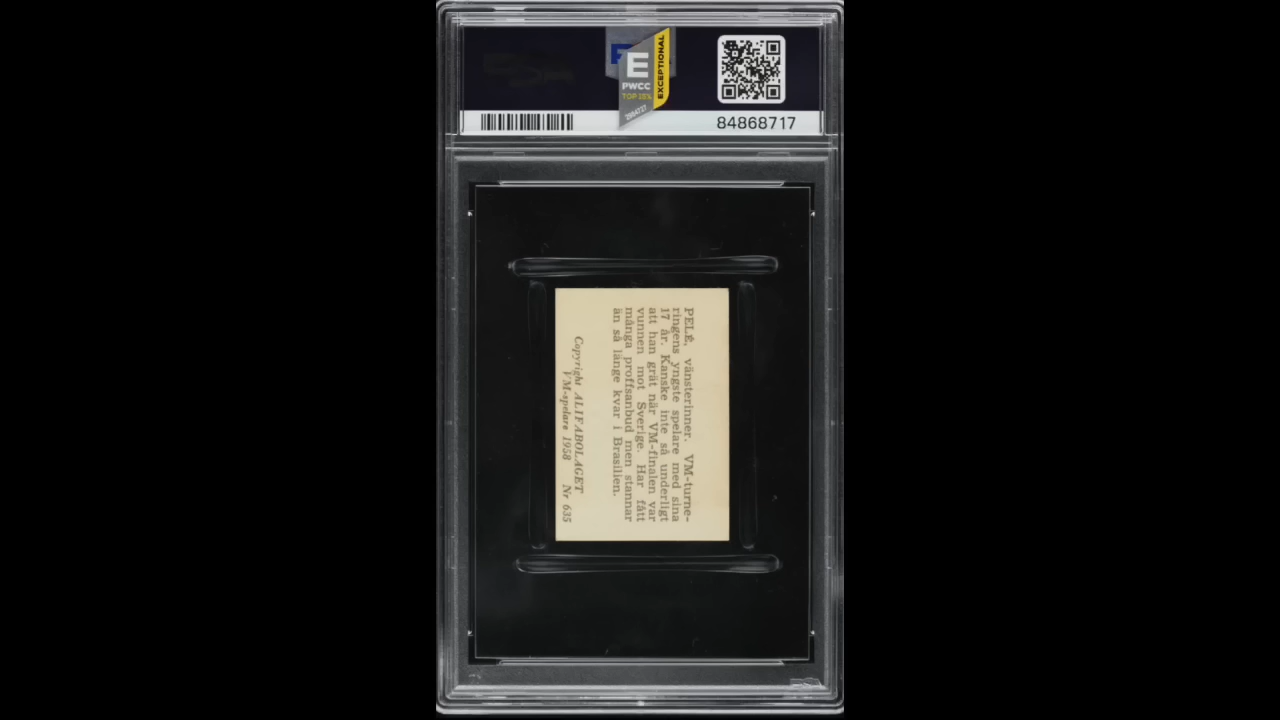 E
PWCC
TOP 15%
EXCEPTIONAL
84868717
PELÉ, vänsterinner. VM-turne-
ringens yngste spelare med sina
17 år. Kanske inte så underligt
att han grät när VM-finalen var
vunnen mot Sverige. Har fått
många proffsanbud men stannar
än så länge kvar i Brasilien.
Copyright ALIFABOLAGET
VM-spelare 1958 Nr 635